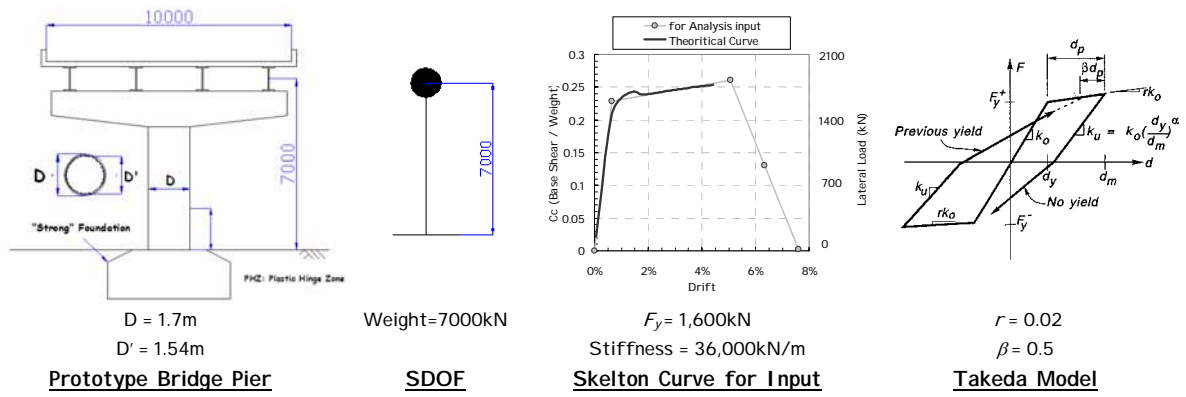 10000
7000
D
D'
D
"Strong" Foundation
PHZ: Plastic Hinge Zone
D = 1.7m
D' = 1.54m
Prototype Bridge Pier
7000
Weight=7000kN
SDOF
for Analysis input
Theoritical Curve
Cc (Base Shear / Weight;
0.3
0.25
0.2
0.15
0.1
0.05
0
2100
1400
700
0
Lateral Load (kN)
0%
2%
4%
6%
8%
Drift
Fy= 1,600kN
Stiffness = 36,000kN/m
Skelton Curve for Input
F
dp
βdp
Fy+
rko
Previous yield
ko
ku = ko(dy/dm)α
d
ku
dy
dm
No yield
rko
Fy-
r = 0.02
β = 0.5
Takeda Model